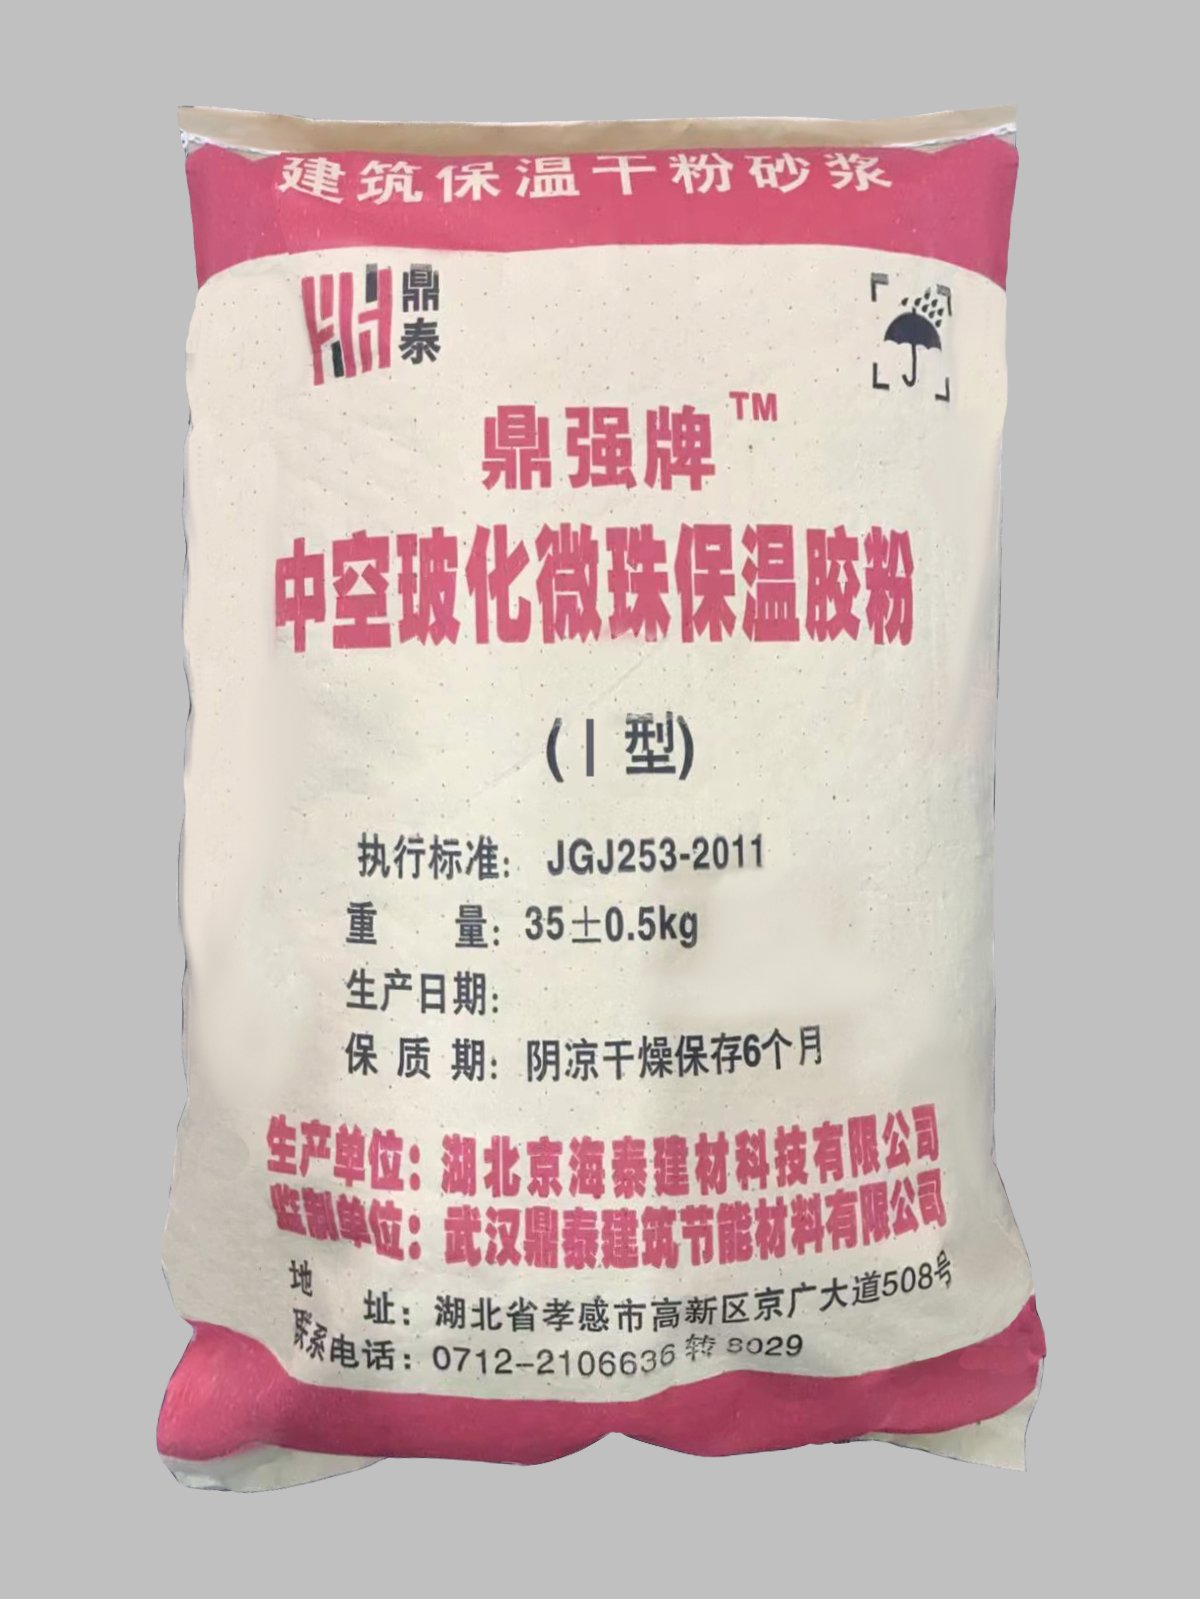 建筑保温干粉砂浆
鼎泰
鼎强牌TM
中空玻化微珠保温胶粉
(Ⅰ型)
执行标准：JGJ253-2011
重 量：35±0.5kg
生产日期：
保质期：阴凉干燥保存6个月
生产单位：湖北京海泰建材科技有限公司
监制单位：武汉鼎泰建筑节能材料有限公司
地 址：湖北省孝感市高新区京广大道508号
联系电话：0712-2106636转8029